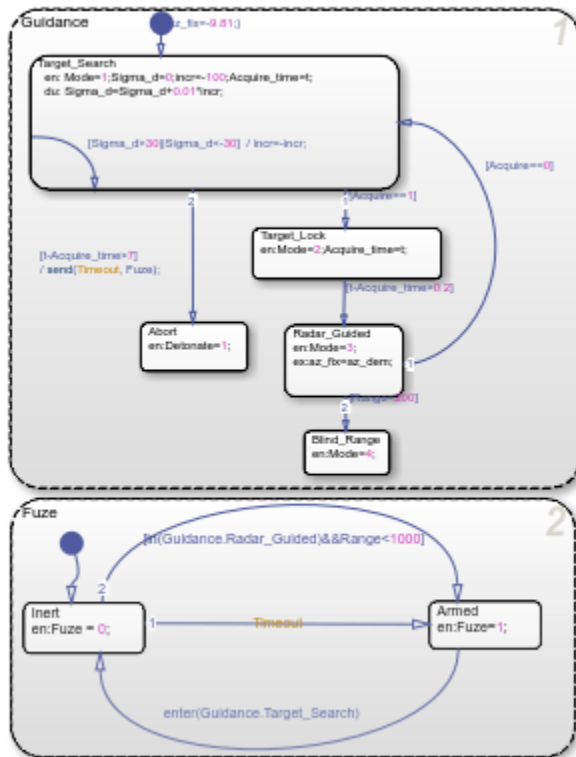 Guidance
1
z_fix=-9.81;}
Target_Search
en: Mode=1;Sigma_d=0;incr=-100;Acquire_time=t;
du: Sigma_d=Sigma_d+0.01*incr;
[Sigma_d>30||Sigma_d<-30] / incr=-incr;
[Acquire==0]
2
1
[Acquire==1]
Target_Lock
en:Mode=2;Acquire_time=t;
[t-Acquire_time>7]
/ send(Timeout, Fuze);
[t-Acquire_time>0.2]
Abort
en:Detonate=1;
Radar_Guided
en:Mode=3;
ex:az_fix=az_dem;
1
2
Blind_Range
en:Mode=4;
Fuze
2
[in(Guidance.Radar_Guided)&&Range<1000]
2
Inert
en:Fuze = 0;
1
Timeout
Armed
en:Fuze=1;
enter(Guidance.Target_Search)